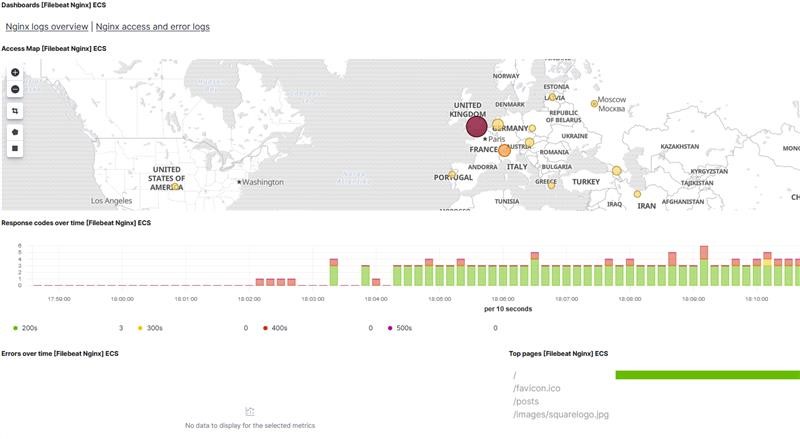 Dashboards [Filebeat Nginx] ECS
Nginx logs overview | Nginx access and error logs
Access Map [Filebeat Nginx] ECS
NORWAY
ESTONIA
LATVIA
Moscow
Москва
DENMARK
UNITED
KINGDOM
REPUBLIC
OF BELARUS
GERMANY
UKRAINE
Paris
AUSTRIA
KAZAKHSTAN
MONG
FRANCE
ROMANIA
ITALY
ANDORRA
BULGARIA
UNITED
STATES OF
AMERICA
Washington
PORTUGAL
GREECE
TURKEY
KYRGYZSTAN
TAJIKISTAN
Los Angeles
TUNISIA
IRAQ
IRAN
AFGHANISTAN
CH
MOROCCO
Response codes over time [Filebeat Nginx] ECS
6
5
4
3
2
1
0
17:59:00 18:00:00 18:01:00 18:02:00 18:03:00 18:04:00 18:05:00 18:06:00 18:07:00 18:08:00 18:09:00 18:10:00
per 10 seconds
200s 3 300s 0 400s 0 500s 0
Errors over time [Filebeat Nginx] ECS
Top pages [Filebeat Nginx] ECS
/
/favicon.ico
/posts
/images/squarelogo.jpg
No data to display for the selected metrics